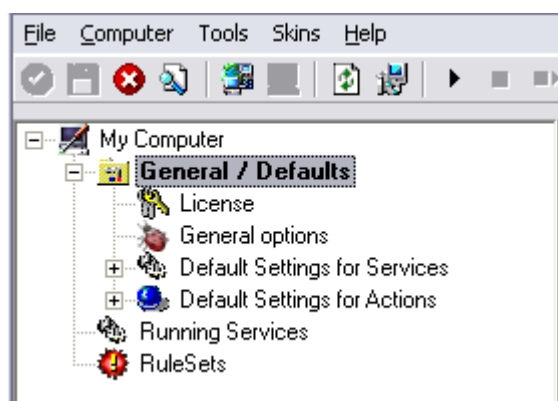 File Computer Tools Skins Help
My Computer
General / Defaults
License
General options
Default Settings for Services
Default Settings for Actions
Running Services
RuleSets